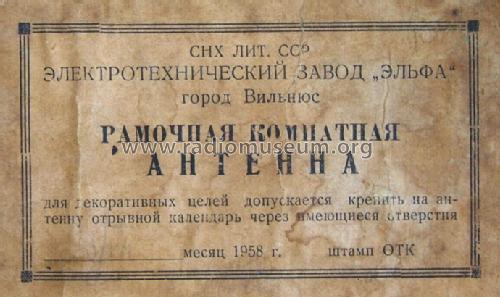 СНХ ЛИТ. ССР
ЭЛЕКТРОТЕХНИЧЕСКИЙ ЗАВОД „ЭЛЬФА“
город Вильнюс
РАМОЧНАЯ КОМНАТНАЯ
www.radiomuseum.org
АНТЕННА
для декоративных целей допускается крепить на ан-
тенну отрывной календарь через имеющиеся отверстия
месяц 1958 г. штамп ОТК